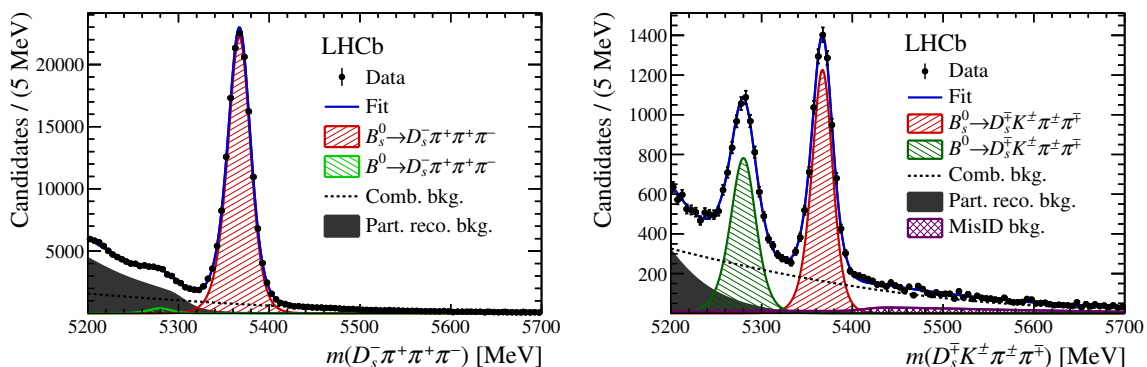 Candidates / (5 MeV)
20000
15000
10000
5000
5200
5300
5400
5500
5600
5700
m(D_s^- π^+ π^+ π^-) [MeV]
LHCb
Data
Fit
B_s^0→D_s^- π^+ π^+ π^-
B^0→D_s^- π^+ π^+ π^-
Comb. bkg.
Part. reco. bkg.
Candidates / (5 MeV)
1400
1200
1000
800
600
400
200
5200
5300
5400
5500
5600
5700
m(D_s^∓ K^± π^± π^∓) [MeV]
LHCb
Data
Fit
B_s^0→D_s^∓ K^± π^± π^∓
B^0→D_s^∓ K^± π^± π^∓
Comb. bkg.
Part. reco. bkg.
MisID bkg.